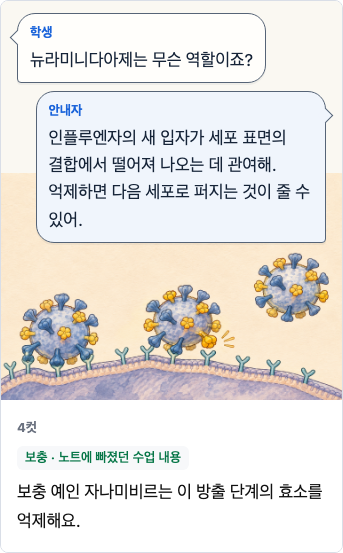 학생
뉴라미니다아제는 무슨 역할이죠?
안내자
인플루엔자의 새 입자가 세포 표면의
결합에서 떨어져 나오는 데 관여해.
억제하면 다음 세포로 퍼지는 것이 줄 수
있어.
4컷
보충 · 노트에 빠졌던 수업 내용
보충 예인 자나미비르는 이 방출 단계의 효소를
억제해요.